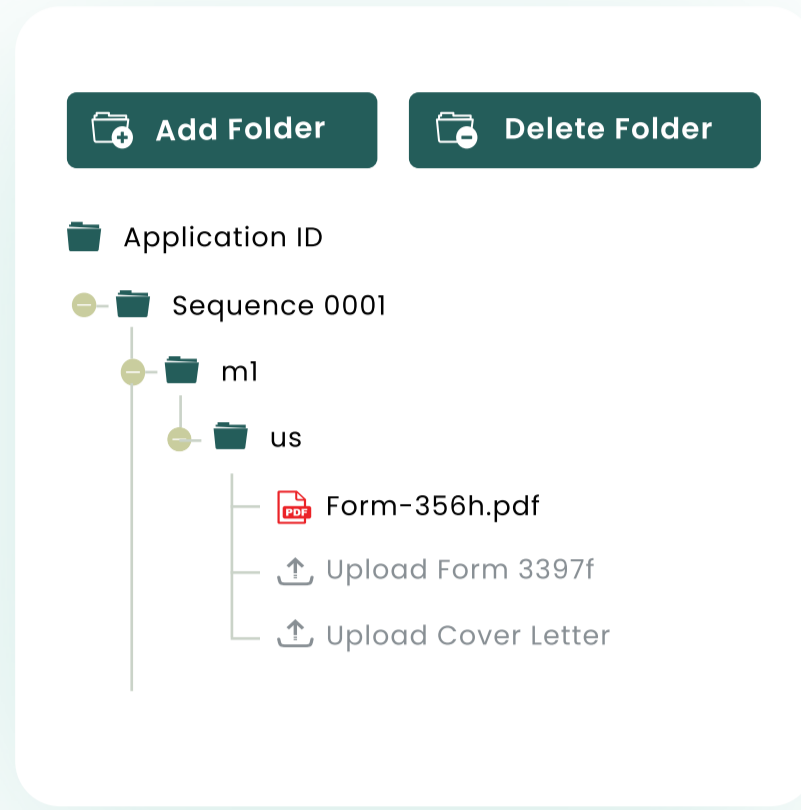 Add Folder
Delete Folder
Application ID
Sequence 0001
m1
us
PDF
Form-356h.pdf
Upload Form 3397f
Upload Cover Letter